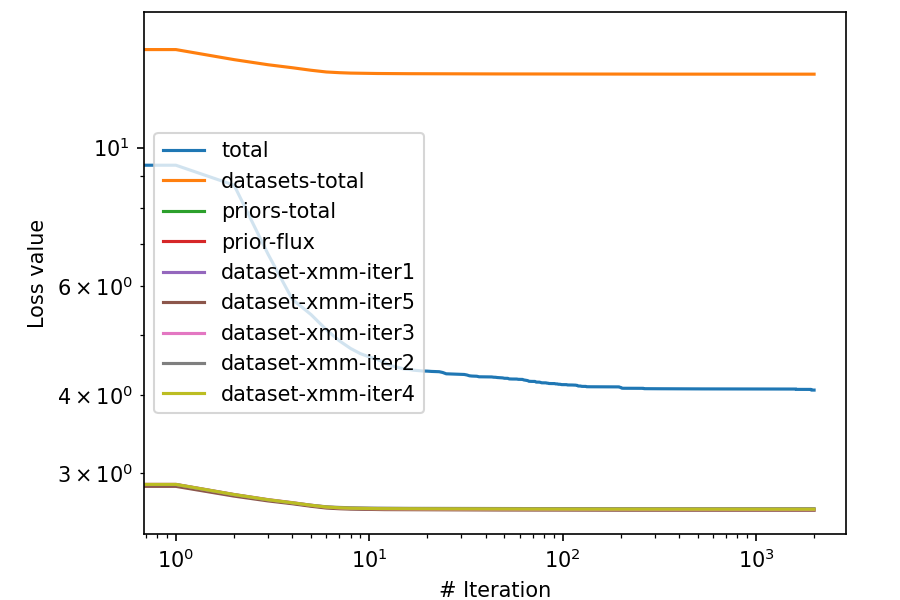 10¹
6 × 10⁰
4 × 10⁰
3 × 10⁰
Loss value
total
datasets-total
priors-total
prior-flux
dataset-xmm-iter1
dataset-xmm-iter5
dataset-xmm-iter3
dataset-xmm-iter2
dataset-xmm-iter4
10⁰ 10¹ 10² 10³
# Iteration